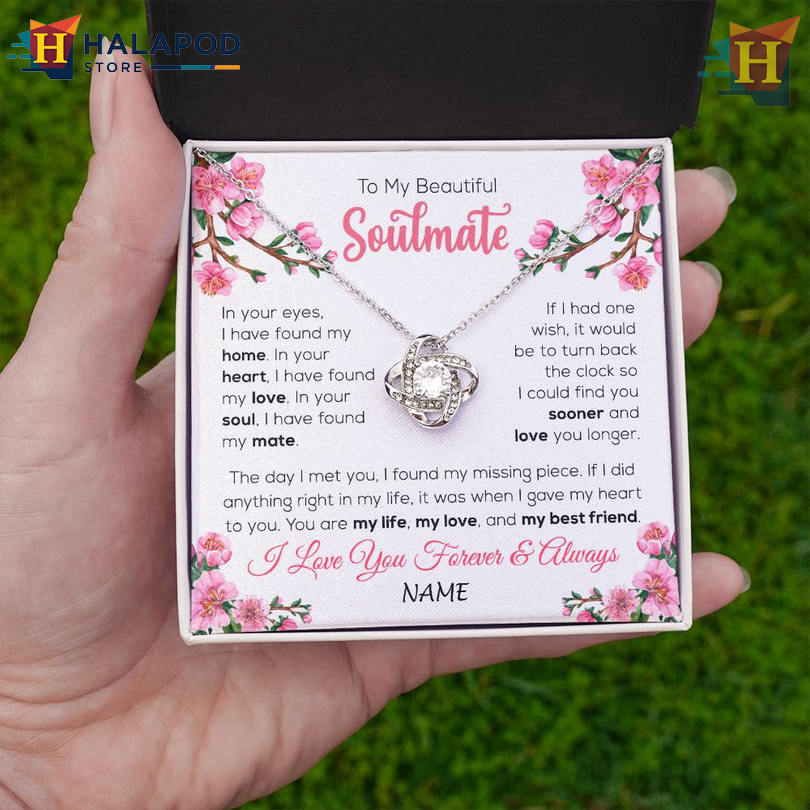 H HALAPOD
STORE
H
To My Beautiful
Soulmate
In your eyes,
I have found my
home. In your
heart, I have found
my love. In your
soul, I have found
my mate.
If I had one
wish, it would
be to turn back
the clock so
I could find you
sooner and
love you longer.
The day I met you, I found my missing piece. If I did
anything right in my life, it was when I gave my heart
to you. You are my life, my love, and my best friend.
I Love You Forever & Always
NAME